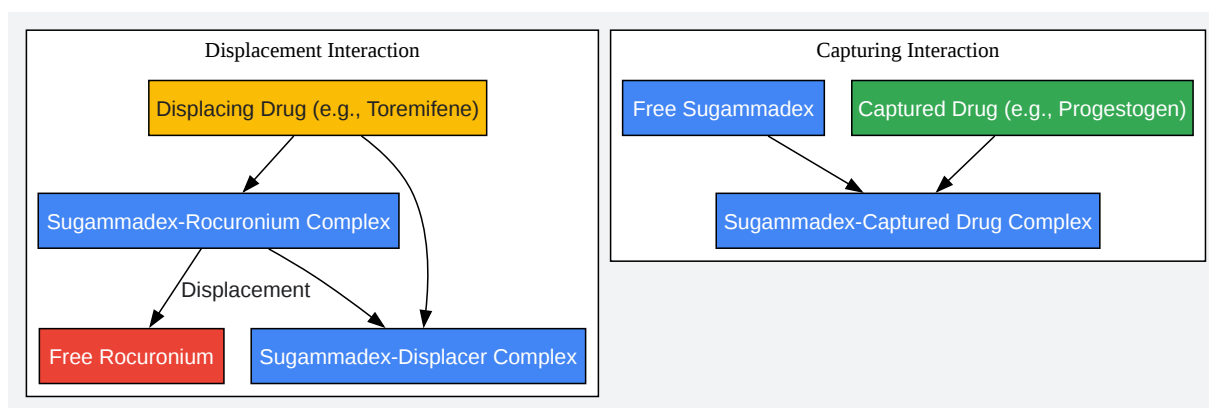 Displacement Interaction
Displacing Drug (e.g., Toremifene)
Sugammadex-Rocuronium Complex
Displacement
Free Rocuronium
Sugammadex-Displacer Complex
Capturing Interaction
Free Sugammadex
Captured Drug (e.g., Progestogen)
Sugammadex-Captured Drug Complex